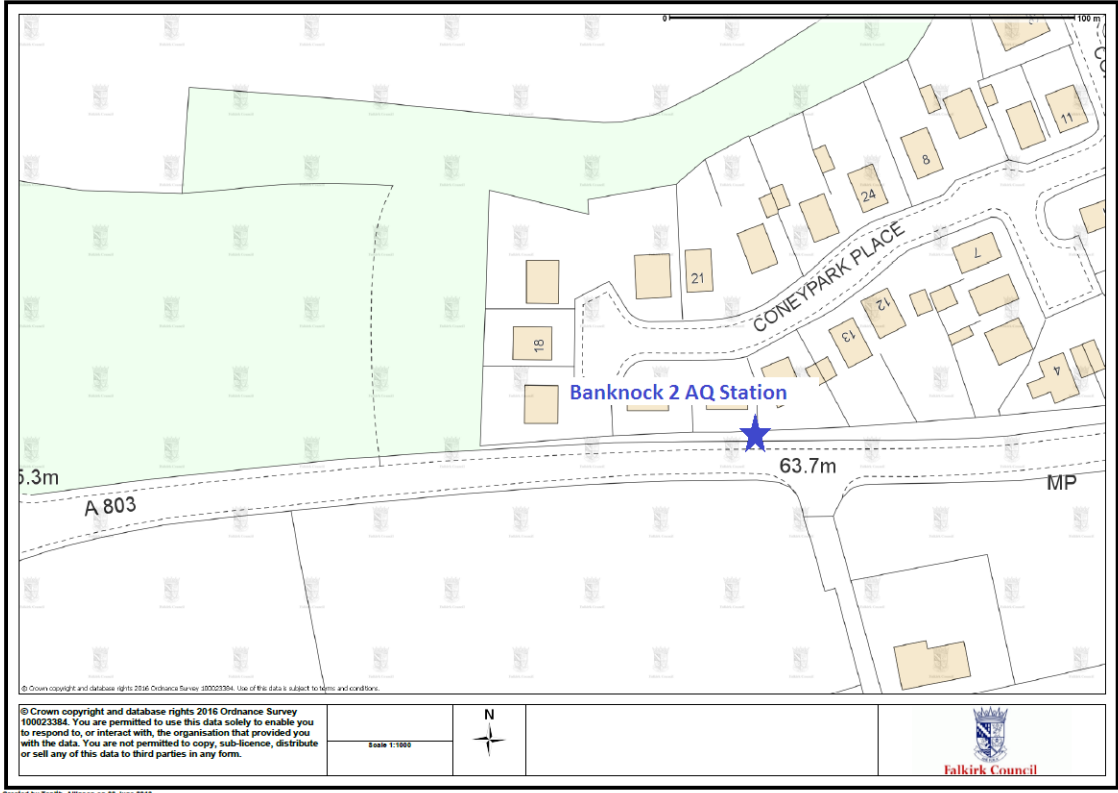 0 100 m
11
8
24
CONEYPARK PLACE
7
21
12
13
18
4
Banknock 2 AQ Station
63.7m
5.3m
MP
A 803
© Crown copyright and database rights 2016 Ordnance Survey 100023384. Use of this data is subject to terms and conditions.
© Crown copyright and database rights 2016 Ordnance Survey
100023384. You are permitted to use this data solely to enable you
to respond to, or interact with, the organisation that provided you
with the data. You are not permitted to copy, sub-licence, distribute
or sell any of this data to third parties in any form.
Scale 1:1000
N
Falkirk Council